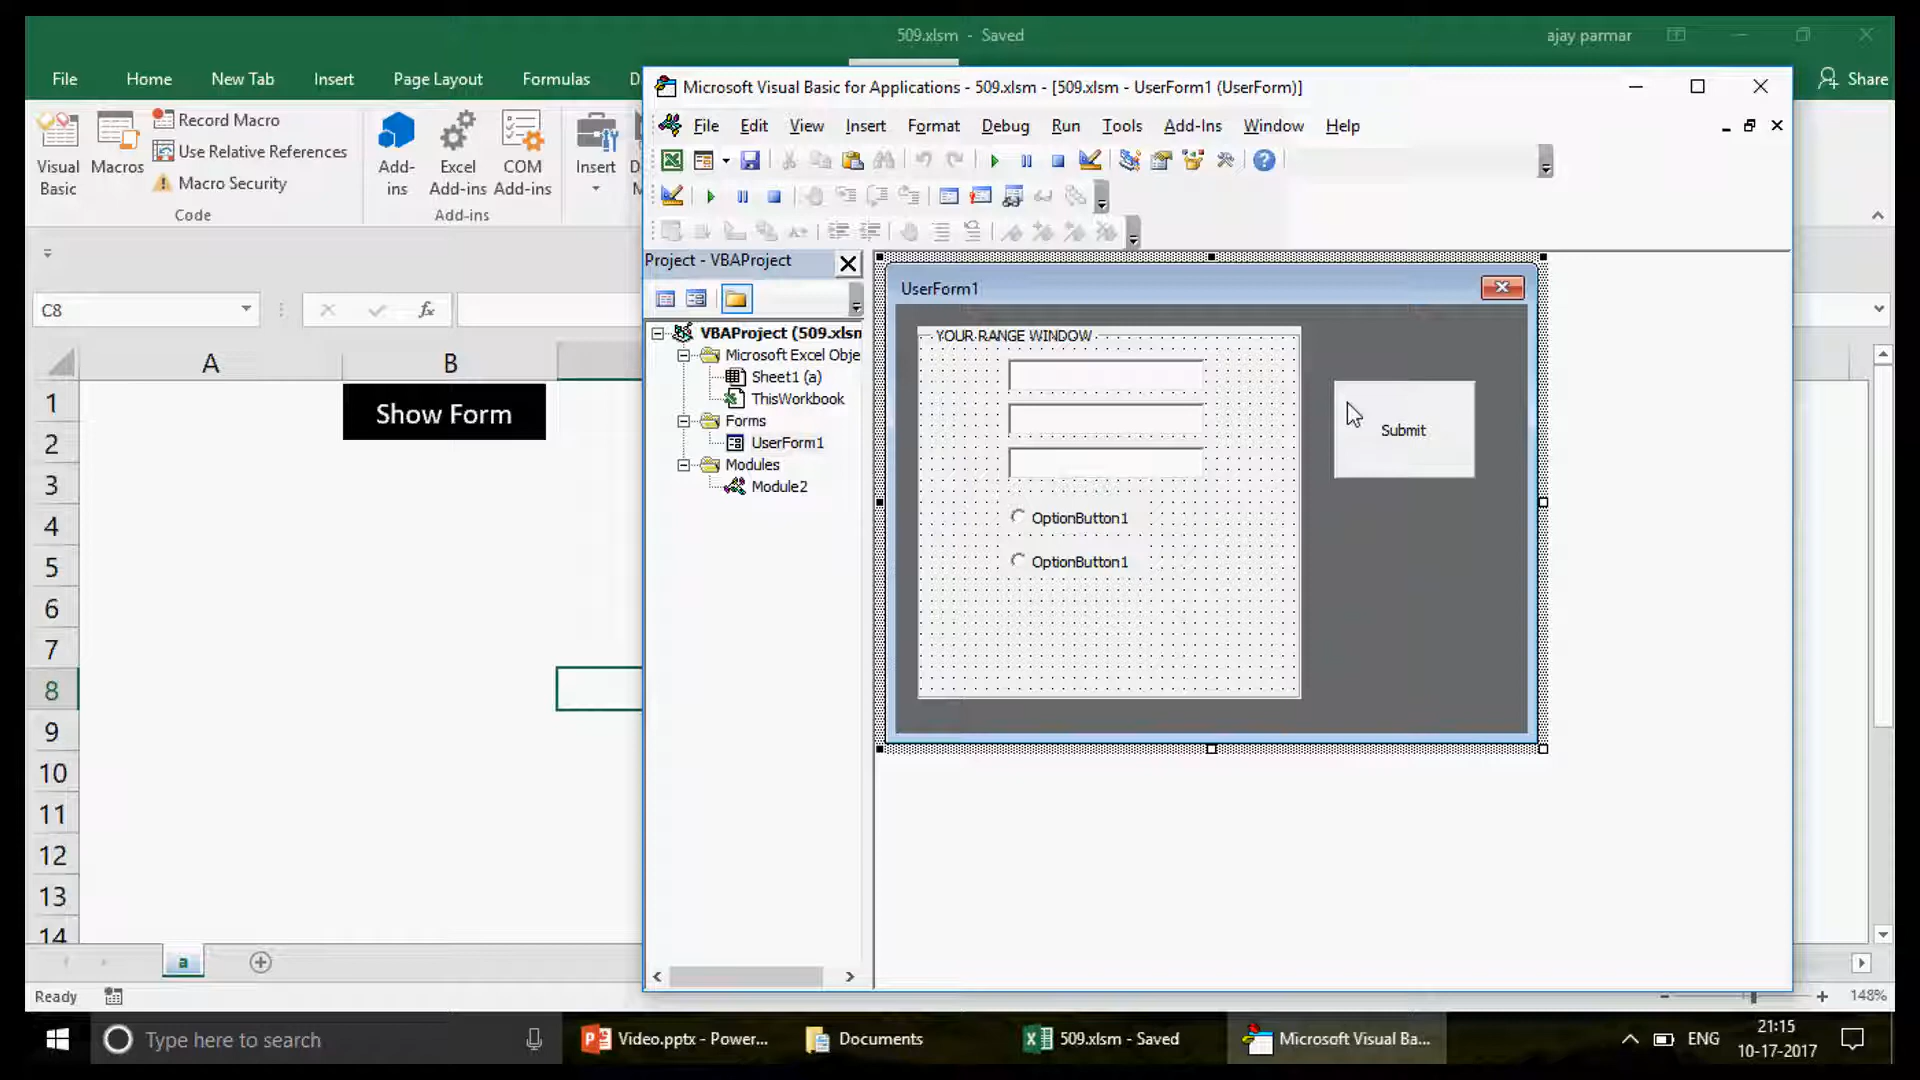 509.xlsm - Saved
ajay parmar
File Home New Tab Insert Page Layout Formulas D
Share
Microsoft Visual Basic for Applications - 509.xlsm - [509.xlsm - UserForm1 (UserForm)]
File Edit View Insert Format Debug Run Tools Add-Ins Window Help
Visual Basic
Macros
Record Macro
Use Relative References
Macro Security
Code
Add-ins
Excel Add-ins
COM Add-ins
Add-ins
Insert
D
M
C8
fx
A B
1
2
3
4
5
6
7
8
9
10
11
12
13
14
Show Form
Project - VBAProject
VBAProject (509.xlsm
Microsoft Excel Obje
Sheet1 (a)
ThisWorkbook
Forms
UserForm1
Modules
Module2
UserForm1
YOUR RANGE WINDOW
OptionButton1
OptionButton1
Submit
a
Ready
148%
Type here to search
Video.pptx - Power...
Documents
509.xlsm - Saved
Microsoft Visual Ba...
ENG
21:15
10-17-2017